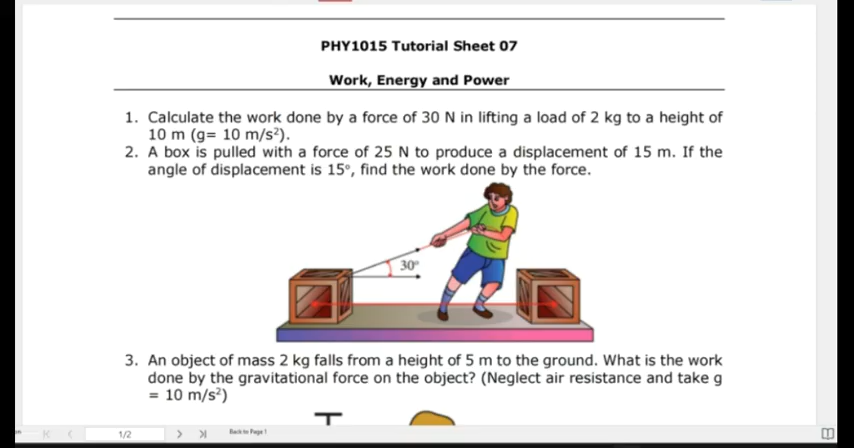 PHY1015 Tutorial Sheet 07
Work, Energy and Power
1. Calculate the work done by a force of 30 N in lifting a load of 2 kg to a height of
10 m (g= 10 m/s²).
2. A box is pulled with a force of 25 N to produce a displacement of 15 m. If the
angle of displacement is 15°, find the work done by the force.
30°
3. An object of mass 2 kg falls from a height of 5 m to the ground. What is the work
done by the gravitational force on the object? (Neglect air resistance and take g
= 10 m/s²)
1/2
Back to Page 1